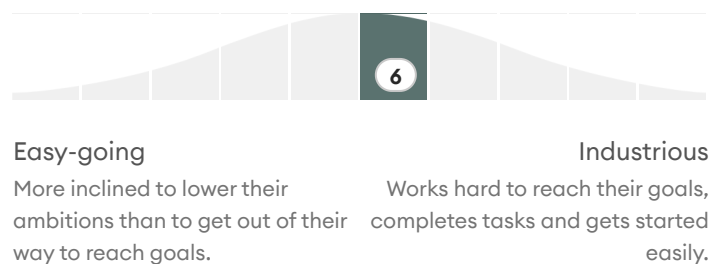 6
Easy-going
More inclined to lower their
ambitions than to get out of their
way to reach goals.
Industrious
Works hard to reach their goals,
completes tasks and gets started
easily.